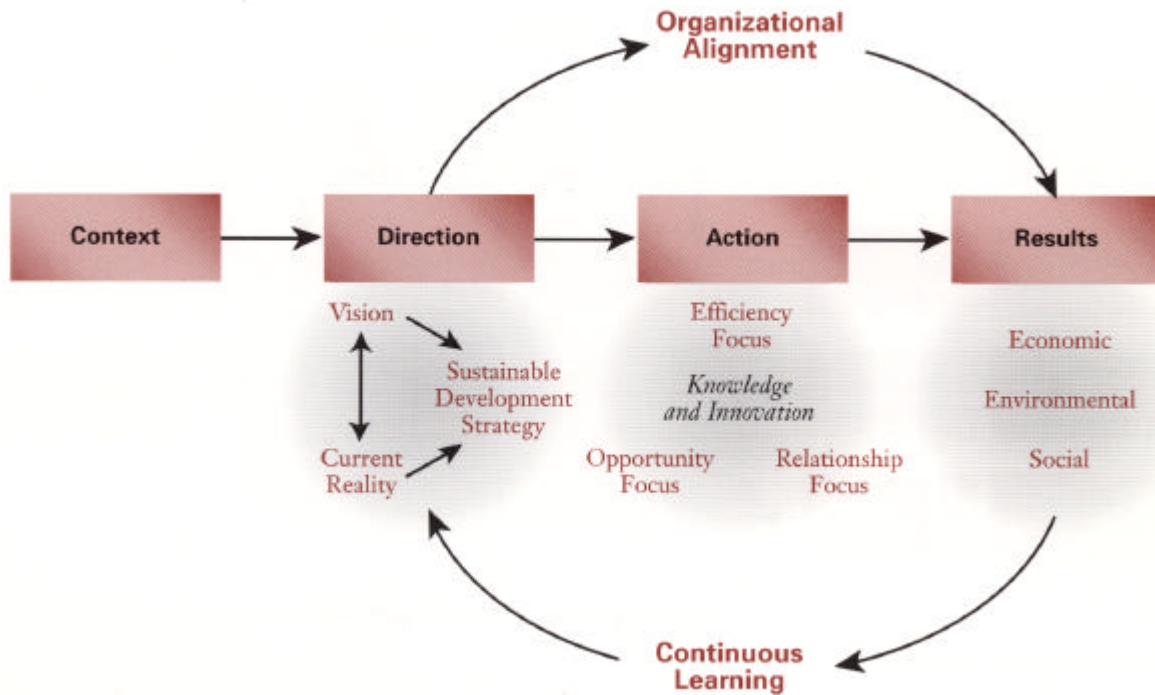 Organizational
Alignment
Context
Direction
Action
Results
Vision
Sustainable
Development
Strategy
Current
Reality
Efficiency
Focus
Knowledge
and Innovation
Opportunity
Focus
Relationship
Focus
Economic
Environmental
Social
Continuous
Learning